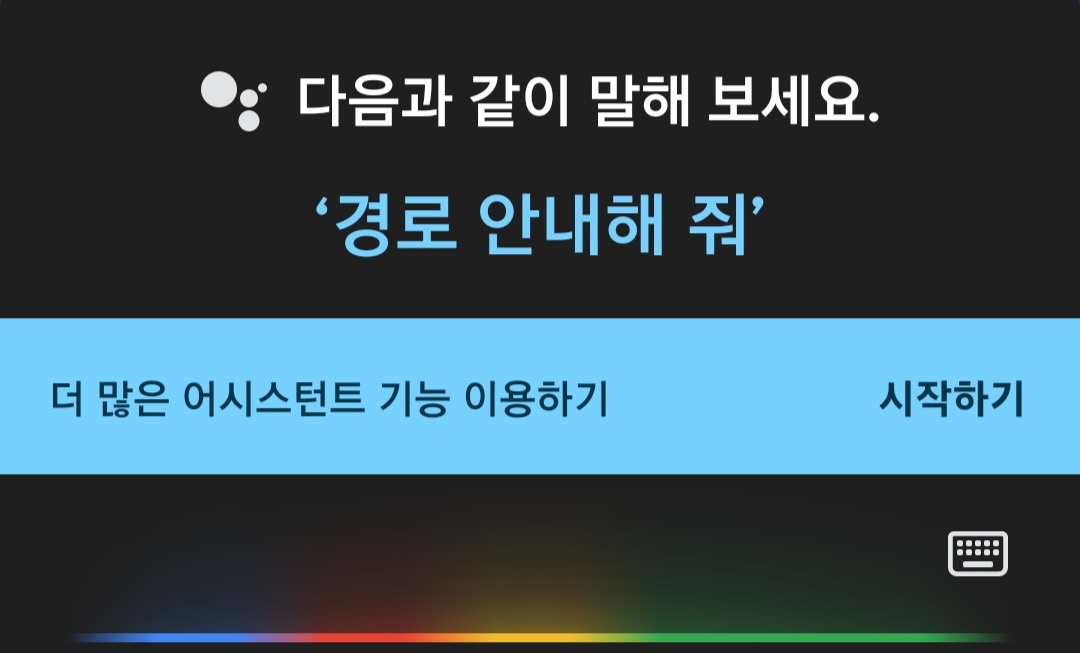 다음과 같이 말해 보세요.
‘경로 안내해 줘’
더 많은 어시스턴트 기능 이용하기 시작하기